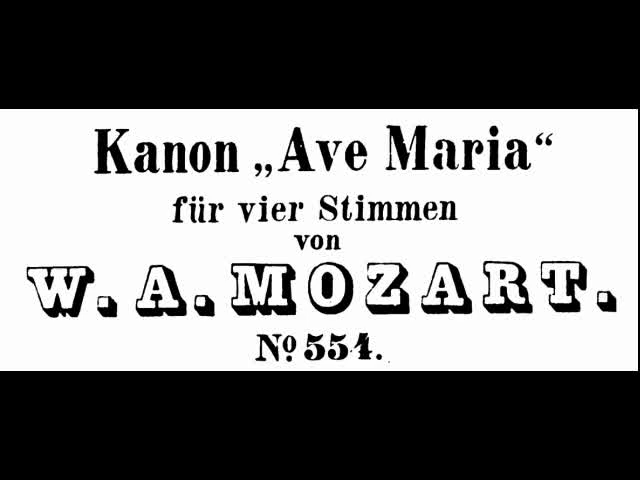 Kanon „Ave Maria“
für vier Stimmen
von
W. A. MOZART.
No. 554.